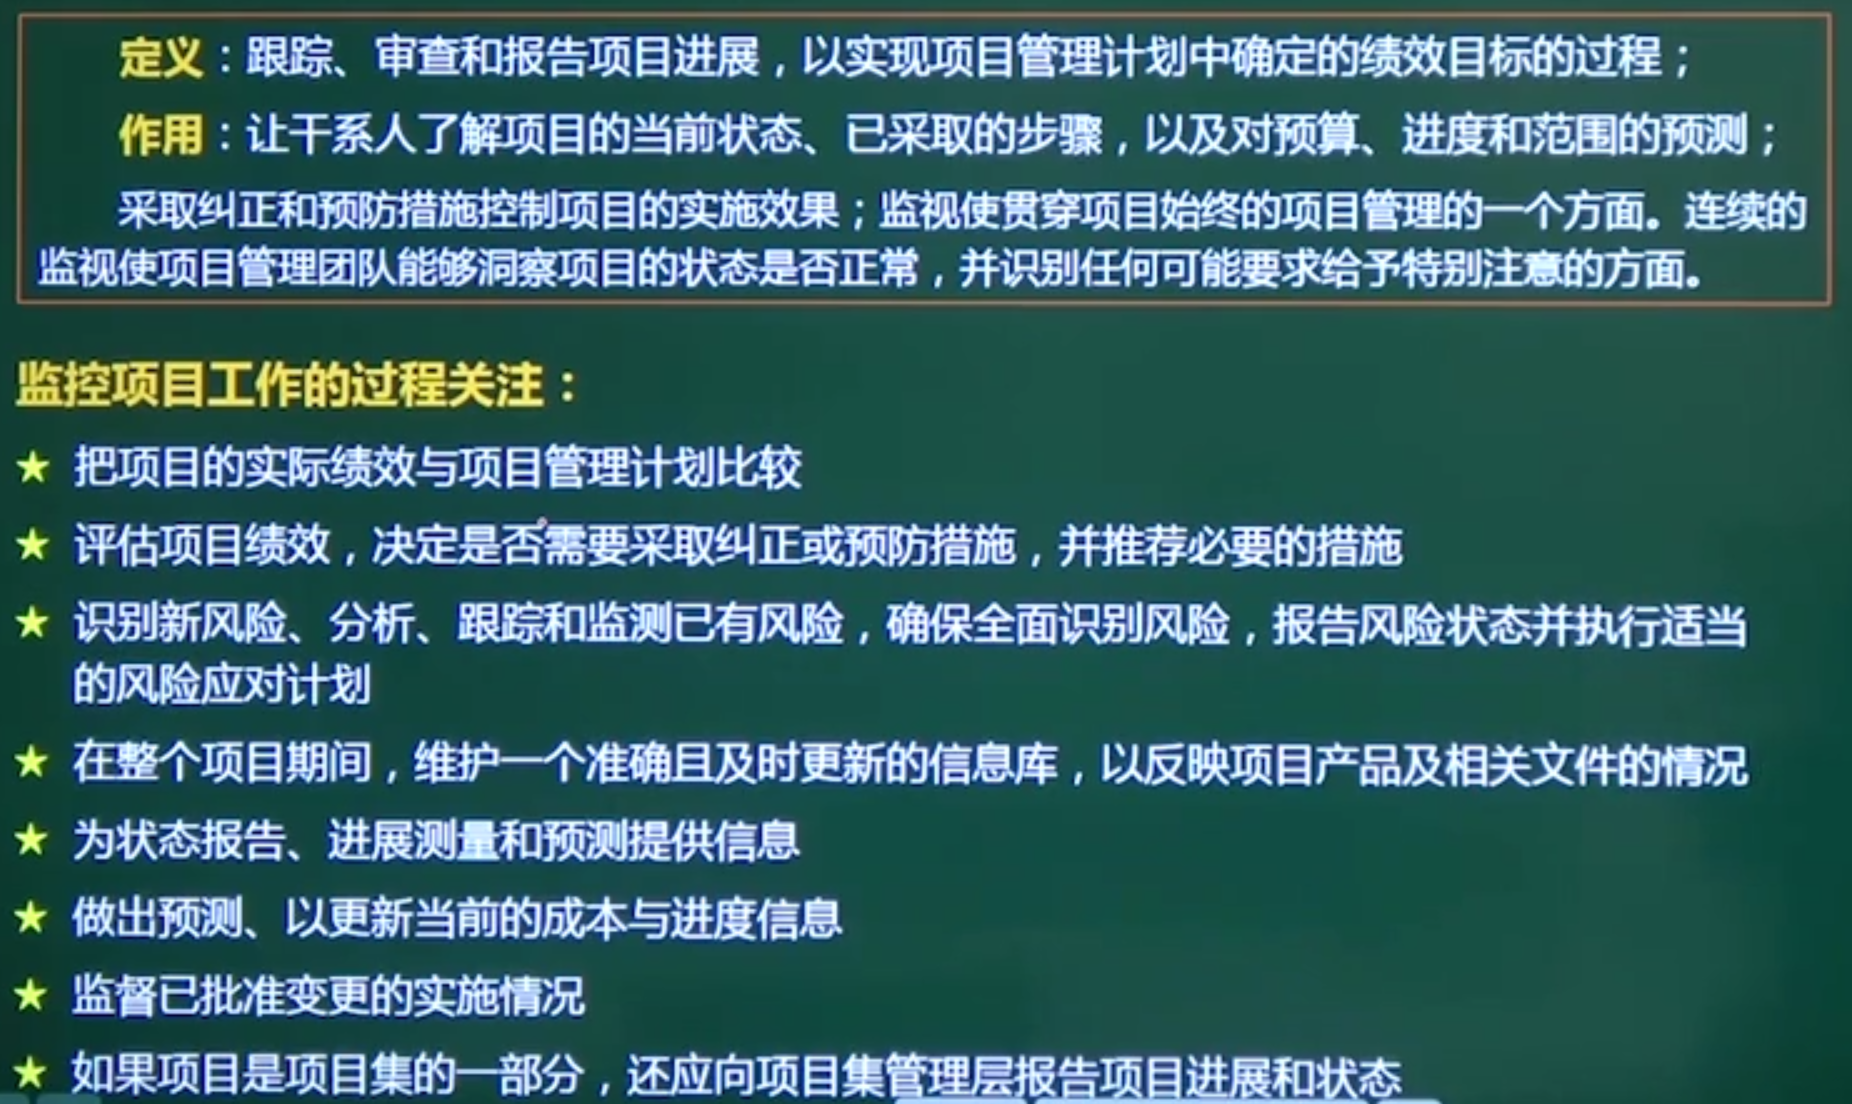 定义：跟踪、审查和报告项目进展，以实现项目管理计划中确定的绩效目标的过程；
作用：让干系人了解项目的当前状态、已采取的步骤，以及对预算、进度和范围的预测；
采取纠正和预防措施控制项目的实施效果；监视使贯穿项目始终的项目管理的一个方面。连续的
监视使项目管理团队能够洞察项目的状态是否正常，并识别任何可能要求给予特别注意的方面。
监控项目工作的过程关注：
★ 把项目的实际绩效与项目管理计划比较
★ 评估项目绩效，决定是否需要采取纠正或预防措施，并推荐必要的措施
★ 识别新风险、分析、跟踪和监测已有风险，确保全面识别风险，报告风险状态并执行适当
的风险应对计划
★ 在整个项目期间，维护一个准确且及时更新的信息库，以反映项目产品及相关文件的情况
★ 为状态报告、进展测量和预测提供信息
★ 做出预测、以更新当前的成本与进度信息
★ 监督已批准变更的实施情况
★ 如果项目是项目集的一部分，还应向项目集管理层报告项目进展和状态